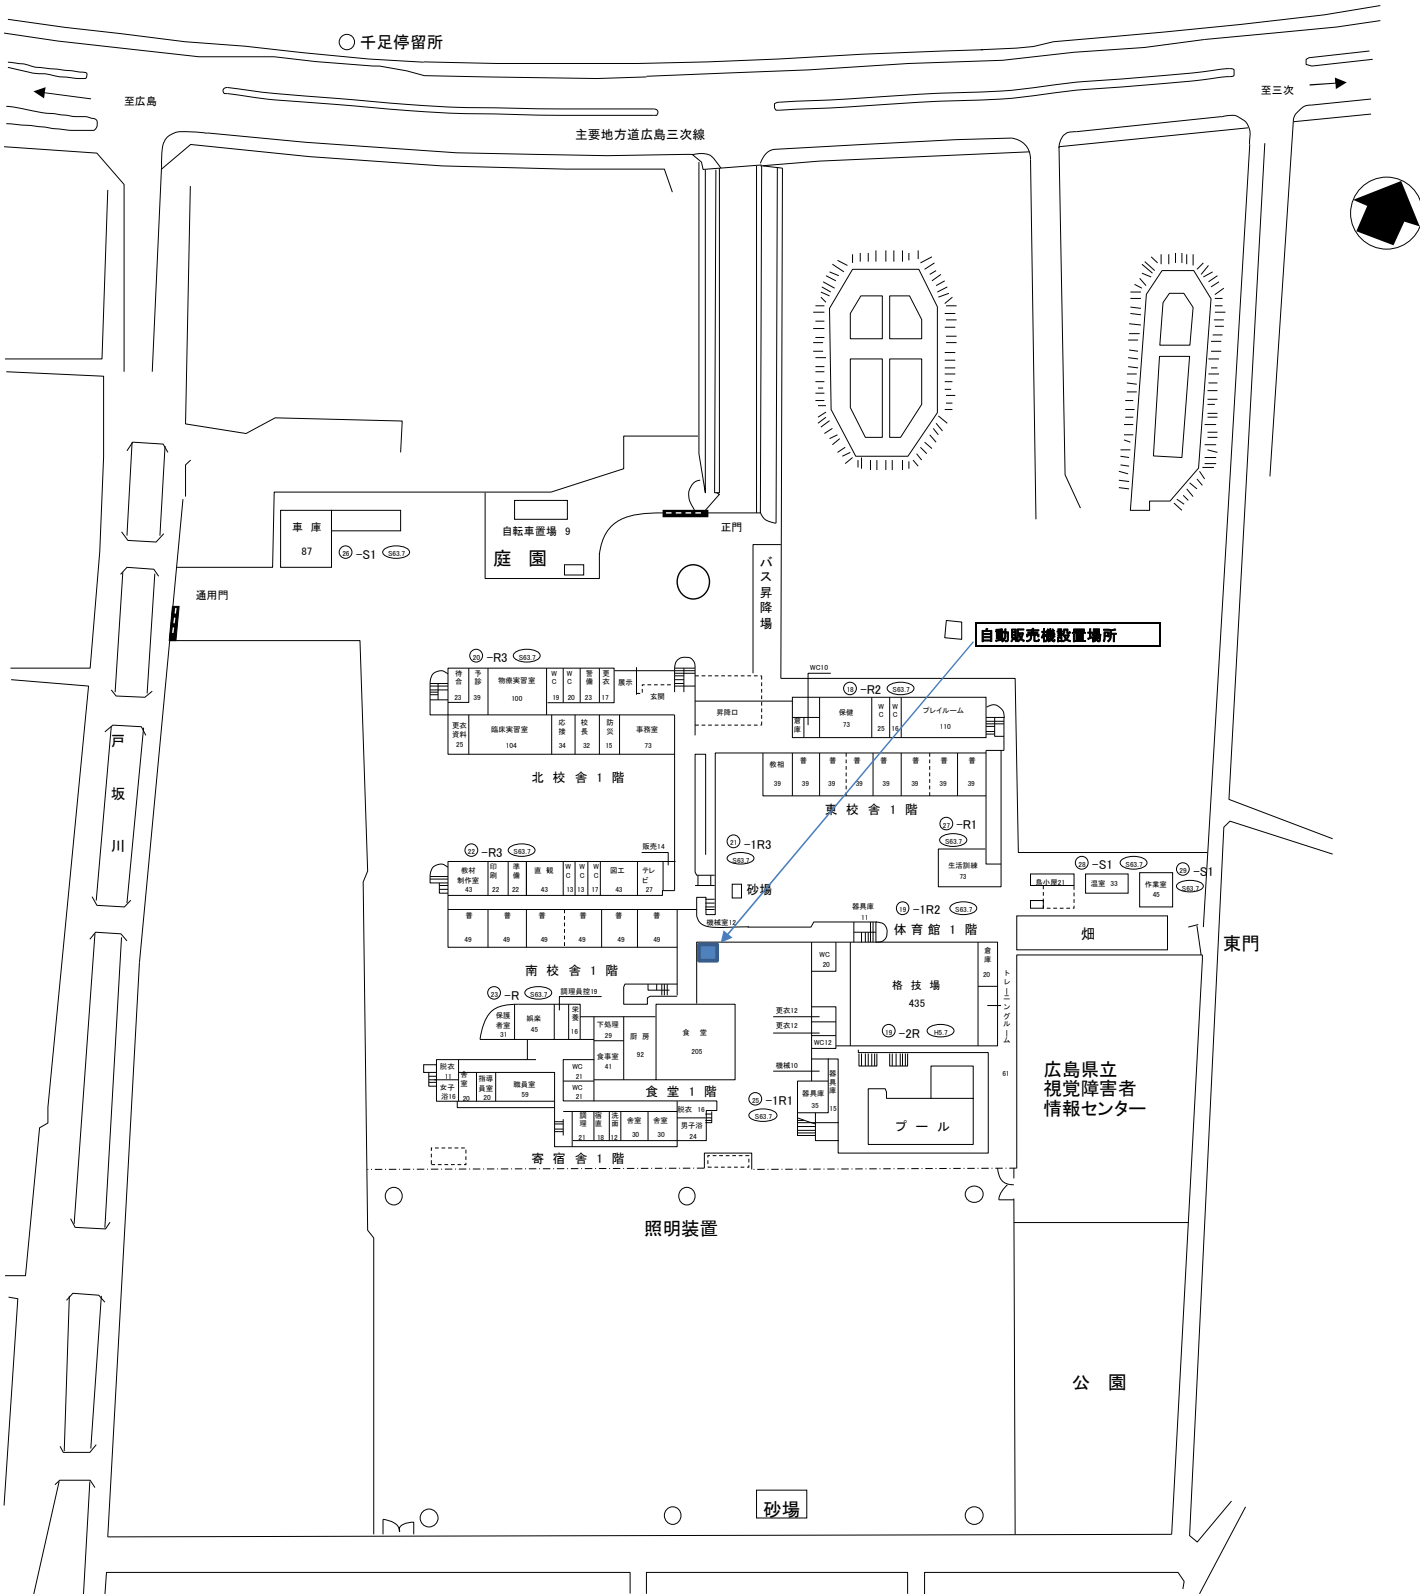 千足停留所
至広島
至三次
主要地方道広島三次線
車 庫
87
26 -S1 S63.7
自転車置場 9
庭 園
正門
バス昇降場
通用門
自動販売機設置場所
20 -R3 S63.7
待合
23
予診
39
物療実習室
100
WC
19
WC
20
警備
23
更衣
17
展示
玄関
昇降口
更衣資料
25
臨床実習室
104
応接
34
校長
32
防災
15
事務室
73
北 校 舎 1 階
WC10
18 -R2 S63.7
倉庫
保健
73
WC
25
WC
16
プレイルーム
110
教相
39
普
39
普
39
普
39
普
39
普
39
普
39
普
39
東 校 舎 1 階
戸坂川
22 -R3 S63.7
販売14
教材
制作室
43
印刷
22
準備
22
直 観
43
WC
13
WC
13
WC
17
図工
43
テレビ
27
21 -1R3
S63.7
砂場
27 -R1
S63.7
生活訓練
73
28 -S1 S63.7
鳥小屋21
温室 33
29 -S1
S63.7
作業室
45
畑
東門
普
49
普
49
普
49
普
49
普
49
普
49
南 校 舎 1 階
機械室12
器具庫
11
19 -1R2 S63.7
体 育 館 1 階
WC
20
倉庫
20
格 技 場
435
19 -2R H5.7
トレーニングルーム
61
更衣12
更衣12
WC12
機械10
23 -R S63.7
調理員控19
保護者室
31
娯楽
45
栄養
16
下処理
29
厨 房
92
食 堂
205
食事室
41
WC
21
WC
21
食 堂 1 階
脱衣
11
女子
浴16
舎室
20
指導員室
20
職員室
59
調理
21
宿直
18
洗面
12
舎室
30
舎室
30
脱衣 16
男子浴
24
寄 宿 舎 1 階
25 -1R1
S63.7
器具庫
35
器具庫
15
プ ー ル
広島県立
視覚障害者
情報センター
照明装置
公 園
砂場